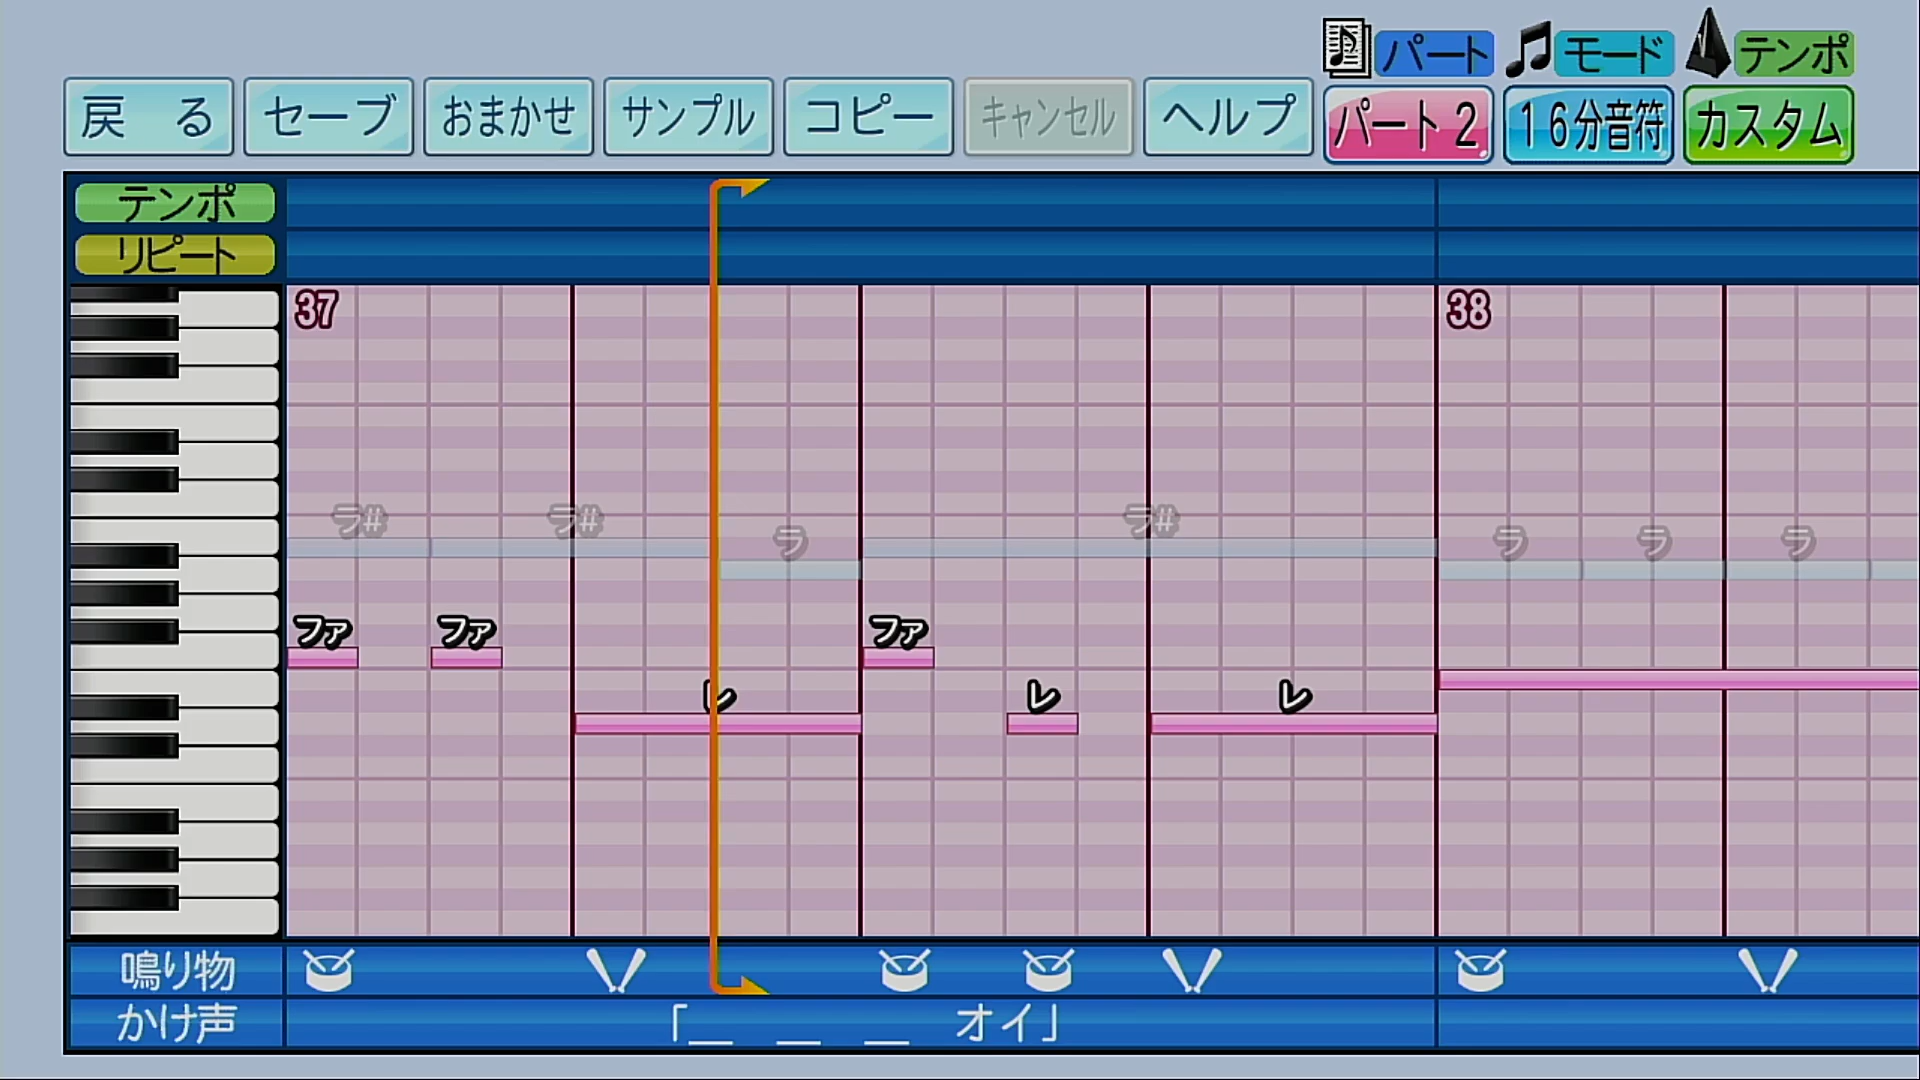 パート モード テンポ
戻　る セーブ おまかせ サンプル コピー キャンセル ヘルプ パート2 16分音符 カスタム
テンポ
リピート
37 38
ラ# ラ# ラ ラ# ラ ラ ラ
ファ ファ ファ
レ レ レ
鳴り物
かけ声 「＿ ＿ ＿ オイ」